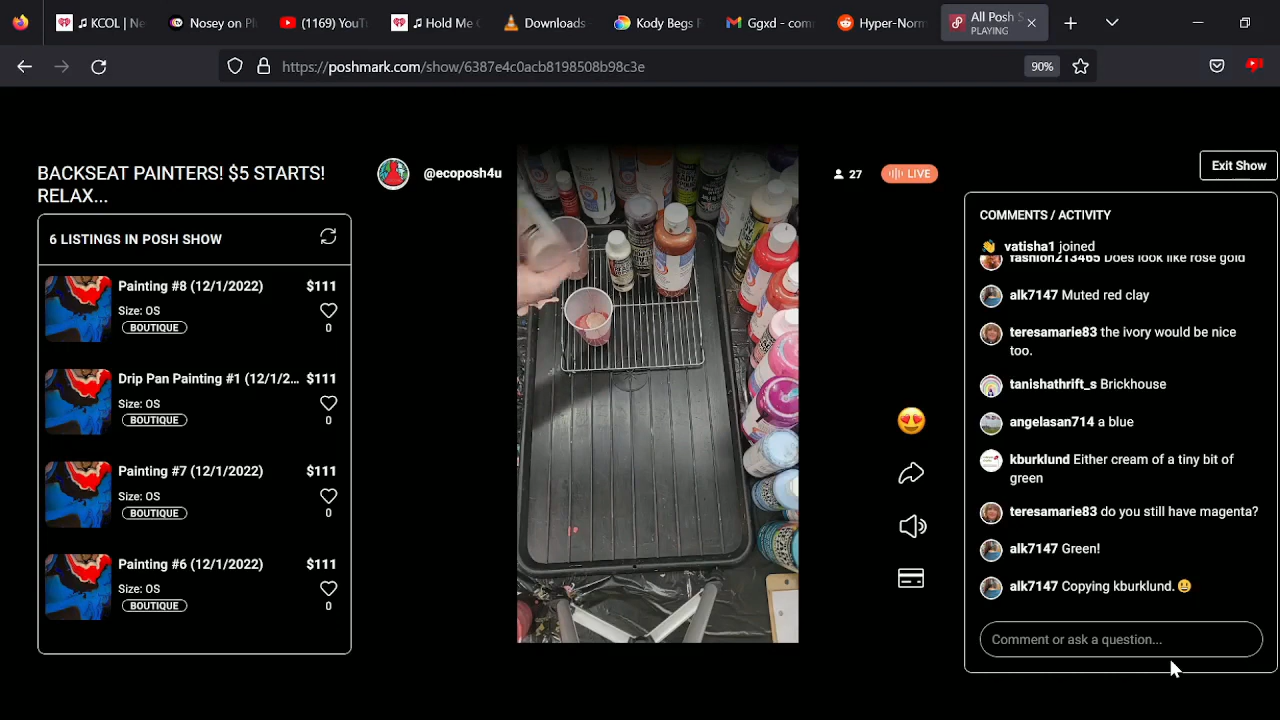 ♫ KCOL | Ne
Nosey on Pl
(1169) YouT
♫ Hold Me C
Downloads
Kody Begs F
Ggxd - com
Hyper-Norm
All Posh S
PLAYING
https://poshmark.com/show/6387e4c0acb8198508b98c3e
90%
BACKSEAT PAINTERS! $5 STARTS!
RELAX...
@ecoposh4u
27
LIVE
Exit Show
6 LISTINGS IN POSH SHOW
Painting #8 (12/1/2022) $111
Size: OS
BOUTIQUE
0
Drip Pan Painting #1 (12/1/2... $111
Size: OS
BOUTIQUE
0
Painting #7 (12/1/2022) $111
Size: OS
BOUTIQUE
0
Painting #6 (12/1/2022) $111
Size: OS
BOUTIQUE
0
COMMENTS / ACTIVITY
👏 vatisha1 joined
fashion213465 Does look like rose gold
alk7147 Muted red clay
teresamarie83 the ivory would be nice
too.
tanishathrift_s Brickhouse
angelasan714 a blue
kburklund Either cream of a tiny bit of
green
teresamarie83 do you still have magenta?
alk7147 Green!
alk7147 Copying kburklund. 😃
Comment or ask a question...